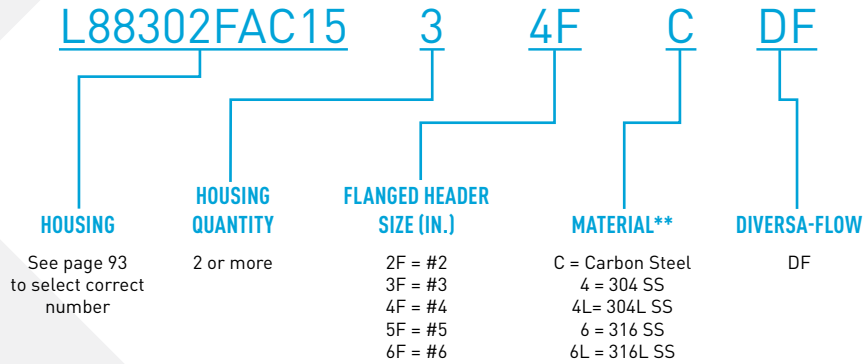 L88302FAC15 3 4F C DF
HOUSING
See page 93
to select correct
number
HOUSING
QUANTITY
2 or more
FLANGED HEADER
SIZE (IN.)
2F = #2
3F = #3
4F = #4
5F = #5
6F = #6
MATERIAL**
C = Carbon Steel
4 = 304 SS
4L= 304L SS
6 = 316 SS
6L = 316L SS
DIVERSA-FLOW
DF